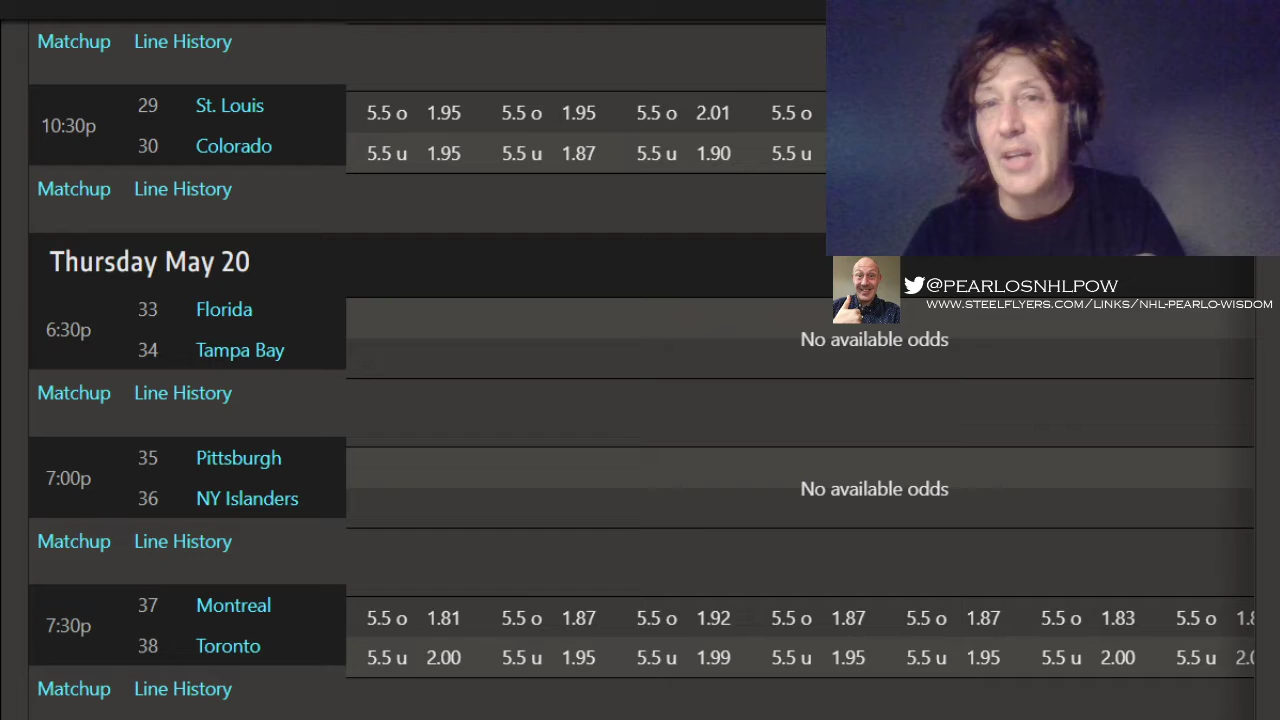 Matchup Line History
10:30p 29 St. Louis 5.5 o 1.95 5.5 o 1.95 5.5 o 2.01 5.5 o
30 Colorado 5.5 u 1.95 5.5 u 1.87 5.5 u 1.90 5.5 u
Matchup Line History
Thursday May 20
@PEARLOSNHLPOW
WWW.STEELFLYERS.COM/LINKS/NHL-PEARLO-WISDOM
6:30p 33 Florida
34 Tampa Bay
No available odds
Matchup Line History
7:00p 35 Pittsburgh
36 NY Islanders
No available odds
Matchup Line History
7:30p 37 Montreal 5.5 o 1.81 5.5 o 1.87 5.5 o 1.92 5.5 o 1.87 5.5 o 1.87 5.5 o 1.83 5.5 o
38 Toronto 5.5 u 2.00 5.5 u 1.95 5.5 u 1.99 5.5 u 1.95 5.5 u 1.95 5.5 u 2.00 5.5 u
Matchup Line History